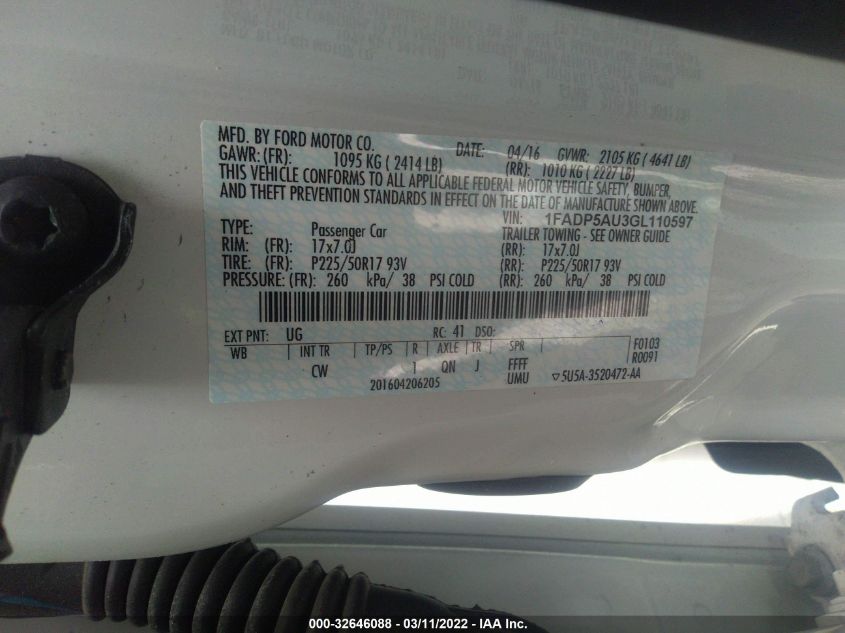 MFD. BY FORD MOTOR CO. DATE: 04/16 GVWR: 2105 KG ( 4641 LB)
GAWR: (FR): 1095 KG ( 2414 LB) (RR): 1010 KG ( 2227 LB)
THIS VEHICLE CONFORMS TO ALL APPLICABLE FEDERAL MOTOR VEHICLE SAFETY, BUMPER,
AND THEFT PREVENTION STANDARDS IN EFFECT ON THE DATE OF MANUFACTURE SHOWN ABOVE.
VIN: 1FADP5AU3GL110597
TYPE: Passenger Car TRAILER TOWING - SEE OWNER GUIDE
RIM: (FR): 17x7.0J (RR): 17x7.0J
TIRE: (FR): P225/50R17 93V (RR): P225/50R17 93V
PRESSURE: (FR): 260 kPa/ 38 PSI COLD (RR): 260 kPa/ 38 PSI COLD
EXT PNT: UG RC: 41 DSO: F0103
WB INT TR TP/PS R AXLE TR SPR R0091
CW 1 QN J FFFF
201604206205 UMU ▽5U5A-3520472-AA
000-32646088 - 03/11/2022 - IAA Inc.